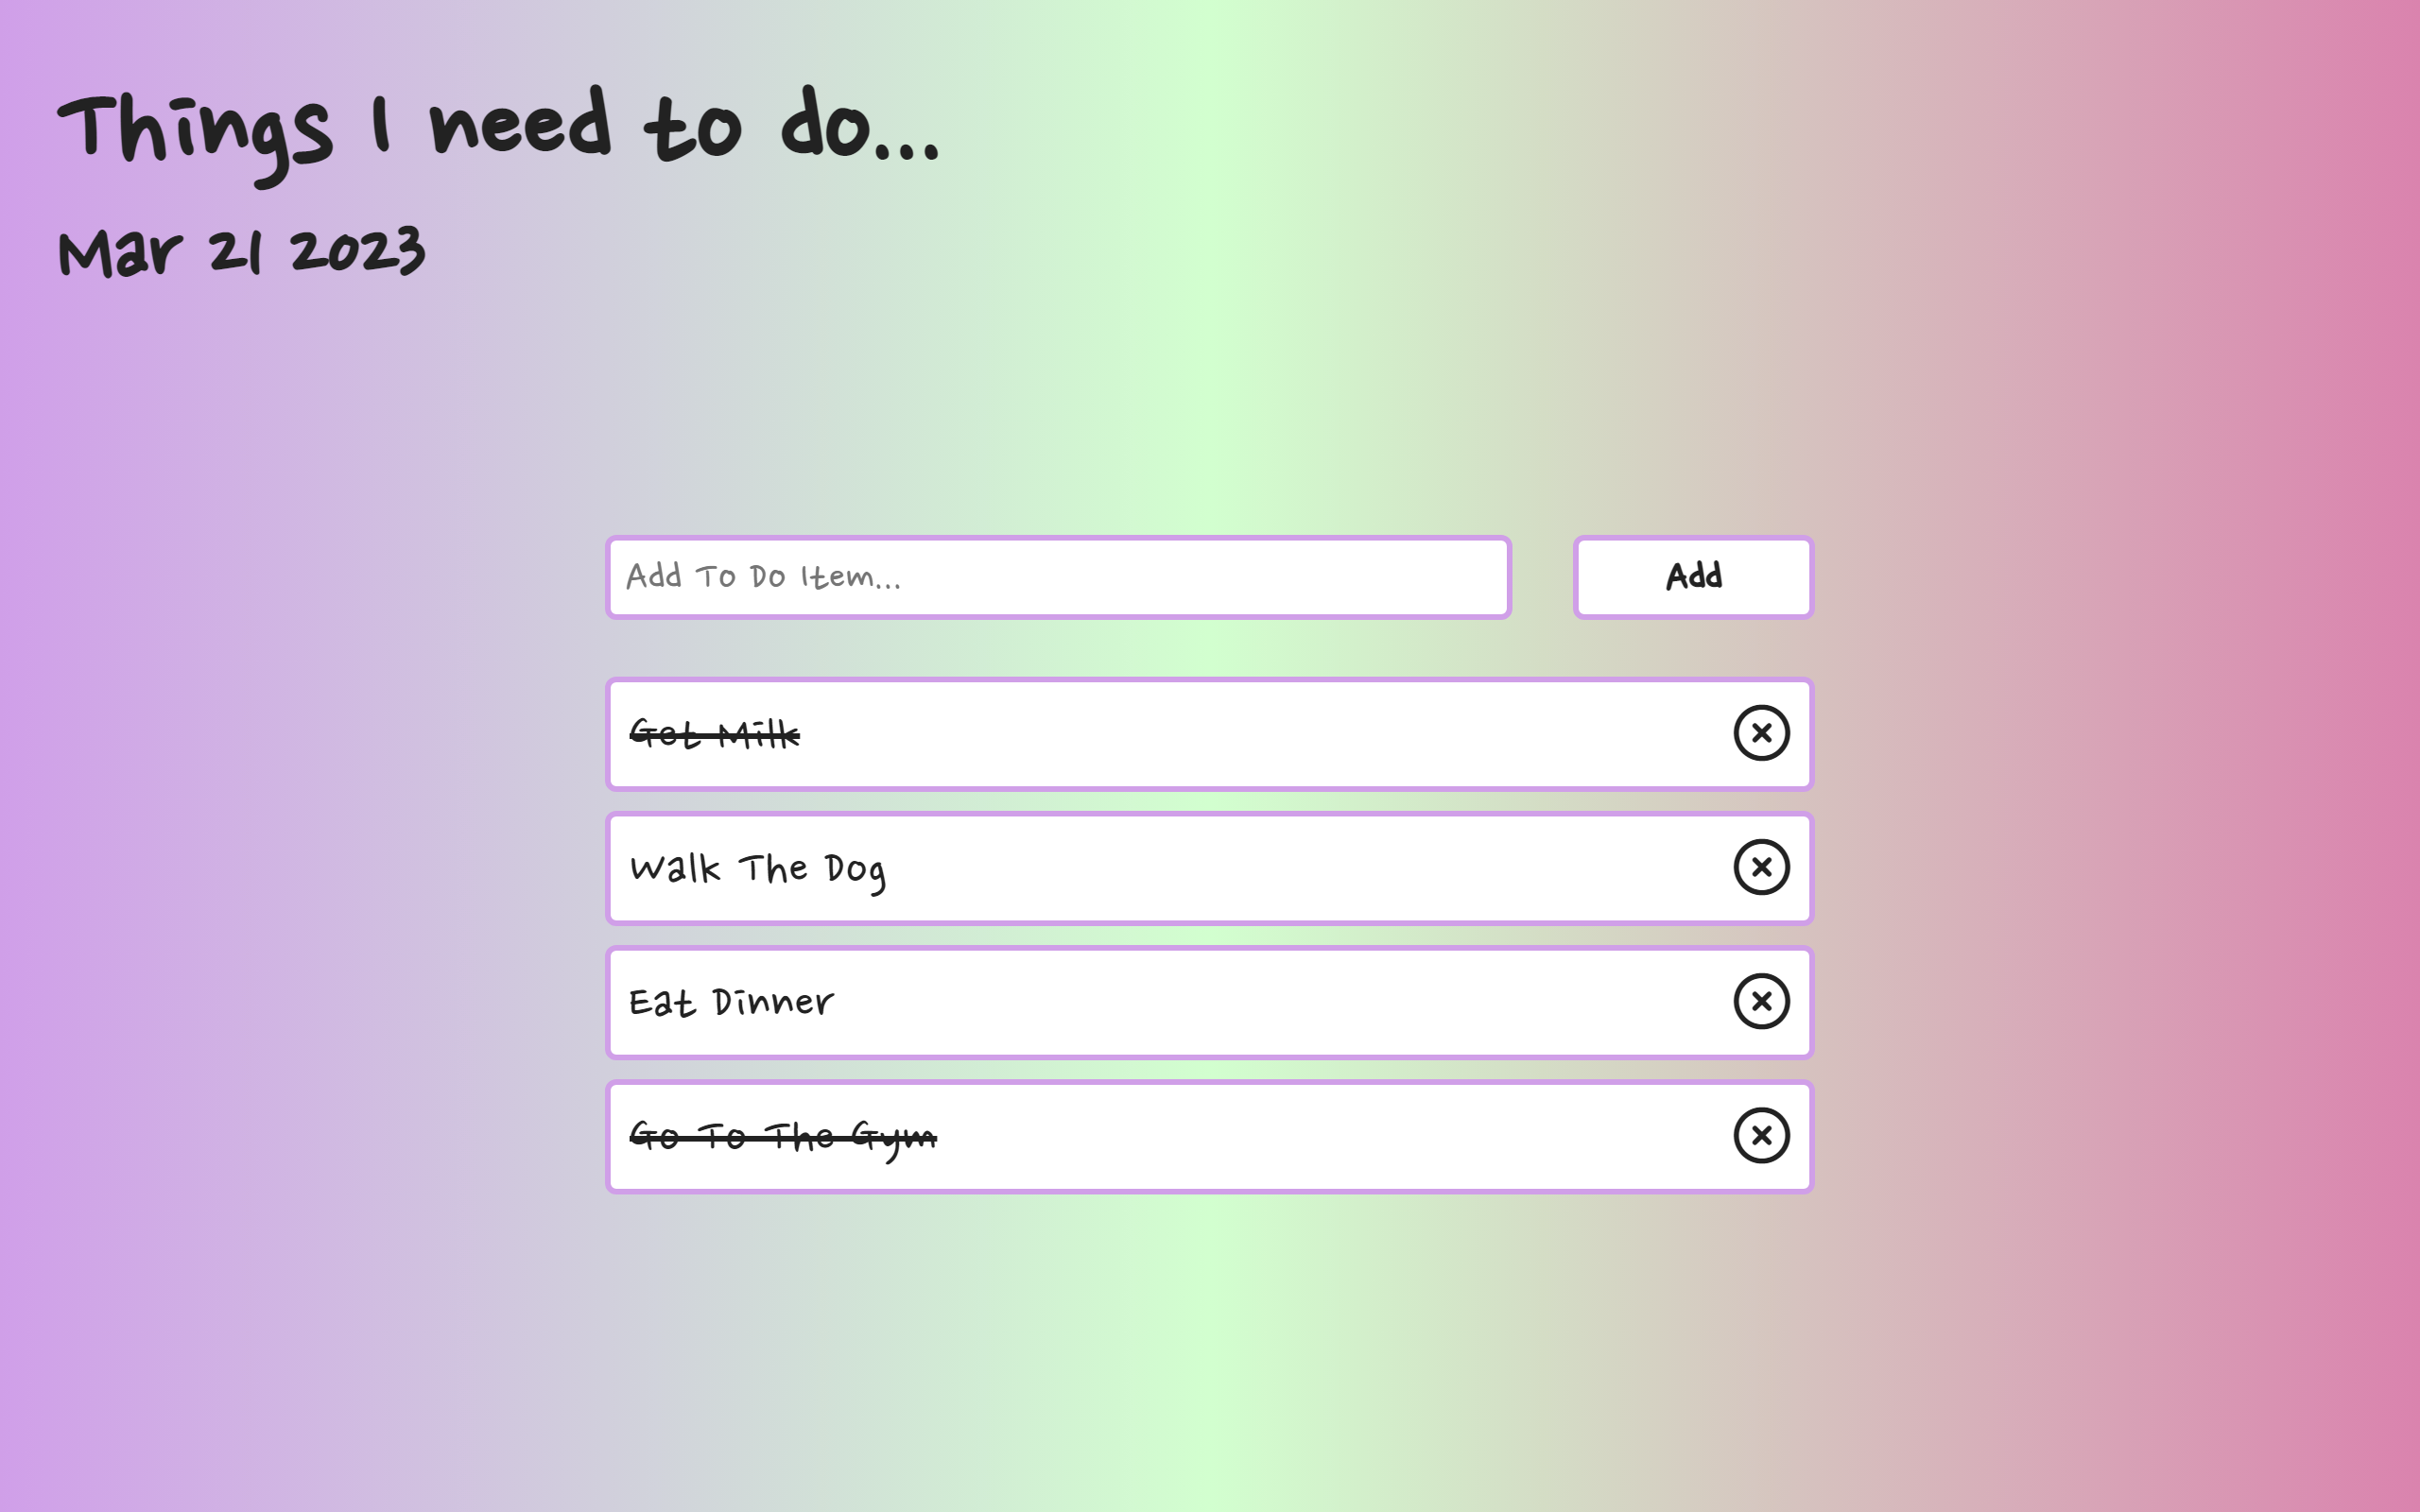 Things I need to do...
Mar 21 2023
Add To Do Item...
Add
Get Milk
Walk The Dog
Eat Dinner
Go To The Gym